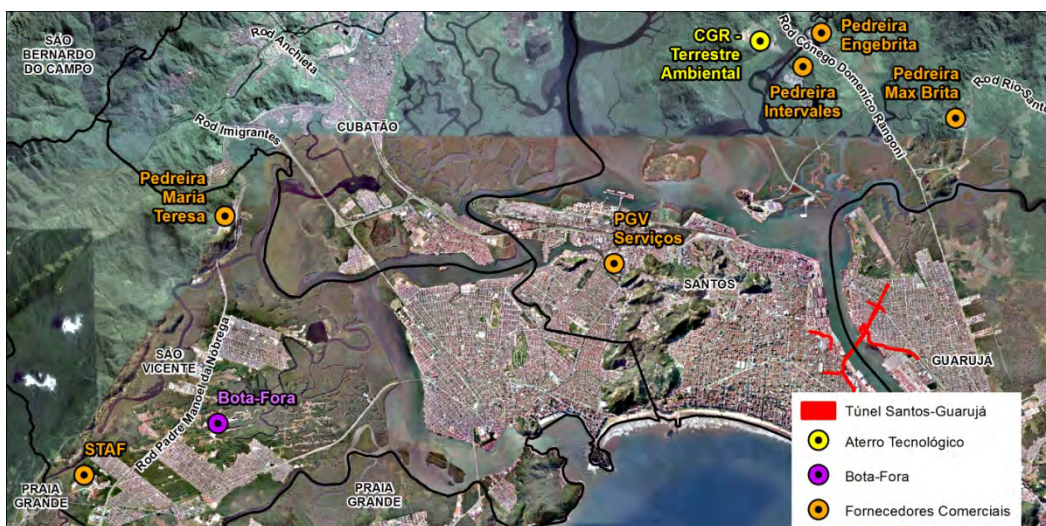 SÃO
BERNARDO
DO CAMPO
Rod Anchieta
Rod Imigrantes
CUBATÃO
CGR -
Terrestre
Ambiental
Pedreira
Engebrita
Pedreira
Intervales
Rod Cônego Domenico Rangoni
Pedreira
Max Brita
Rod Rio-Santo
Pedreira
Maria
Teresa
PGV
Serviços
SANTOS
GUARUJÁ
SÃO
VICENTE
Rod Padre Manoel da Nóbrega
Bota-Fora
STAF
PRAIA
GRANDE
PRAIA
GRANDE
Túnel Santos-Guarujá
Aterro Tecnológico
Bota-Fora
Fornecedores Comerciais